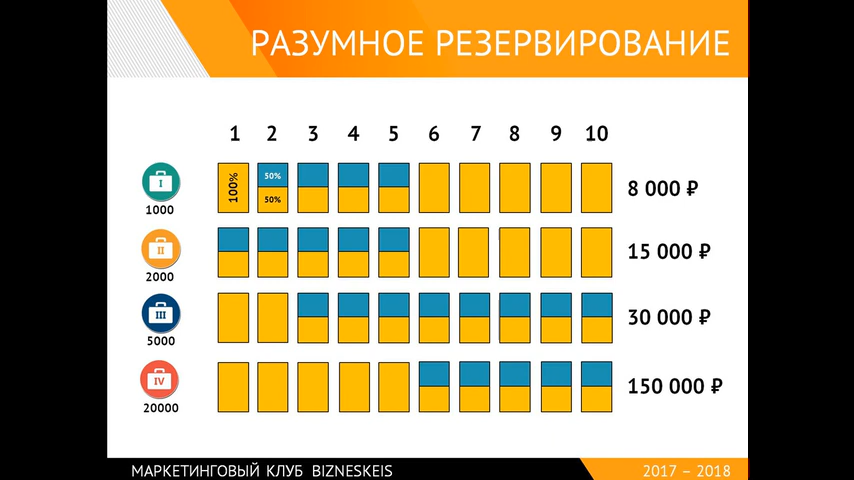 РАЗУМНОЕ РЕЗЕРВИРОВАНИЕ
1 2 3 4 5 6 7 8 9 10
I 100% 50% 8 000 ₽
50%
1000
II 15 000 ₽
2000
III 30 000 ₽
5000
IV 150 000 ₽
20000
МАРКЕТИНГОВЫЙ КЛУБ BIZNESKEIS 2017 – 2018